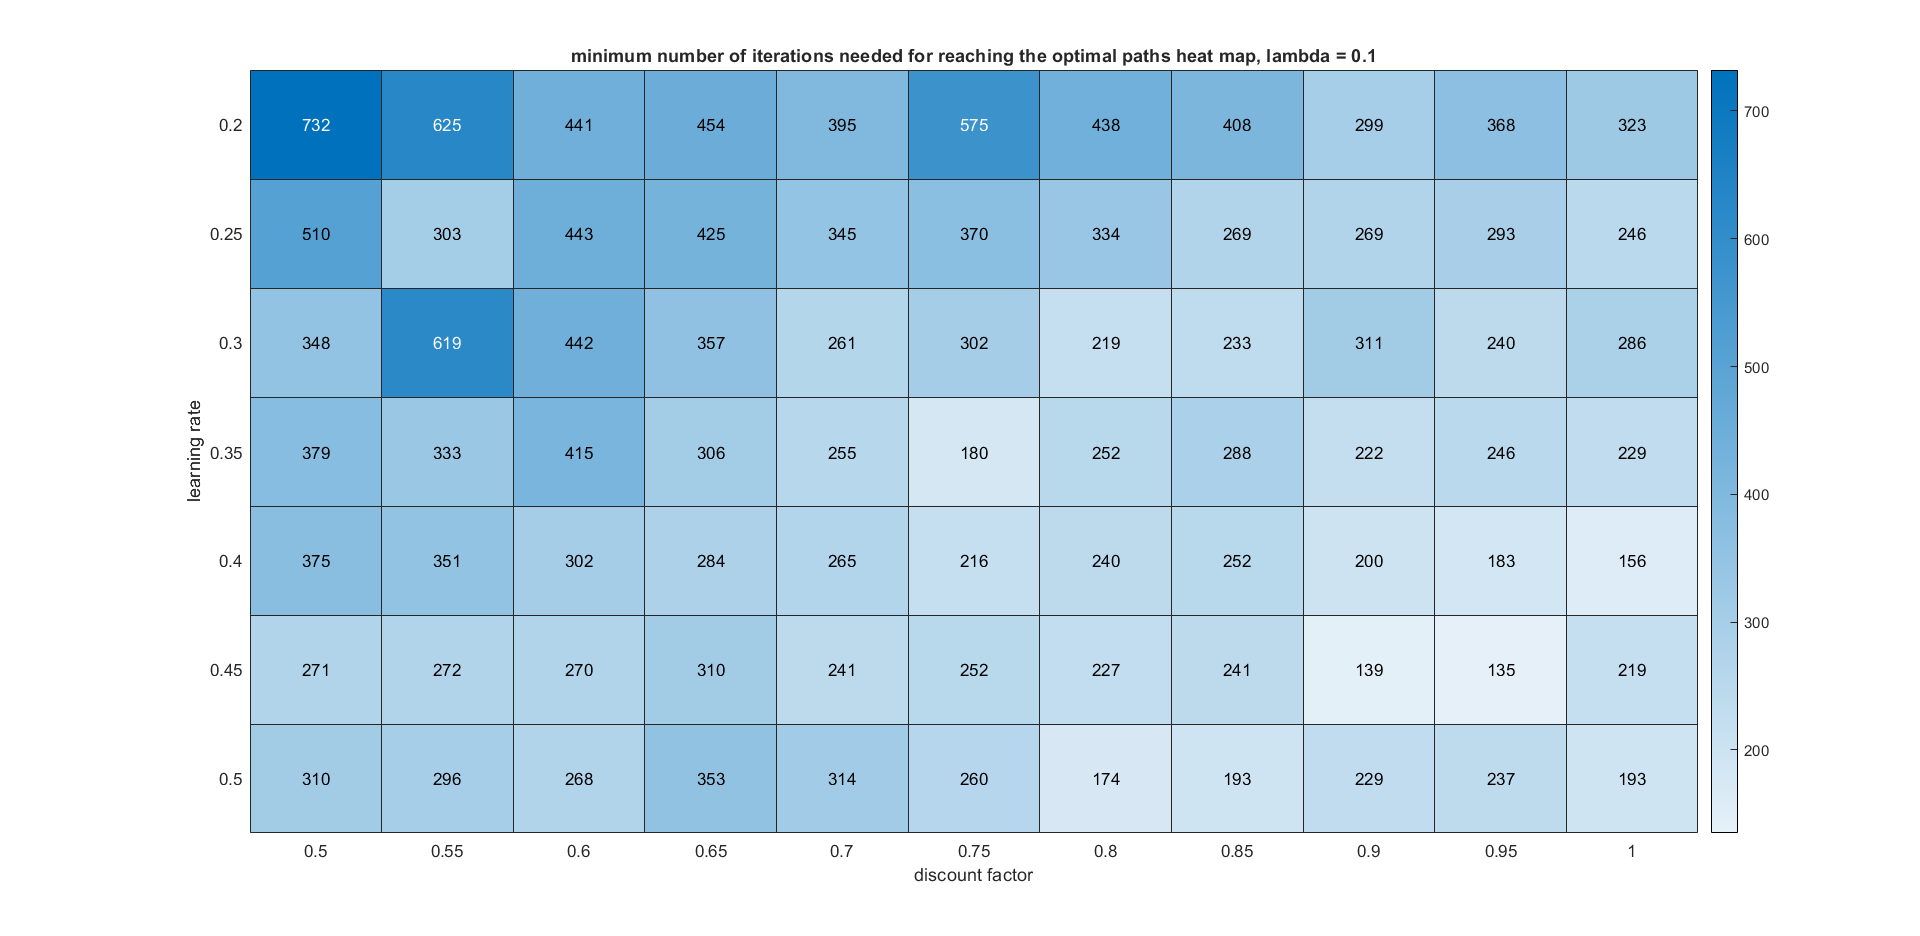 minimum number of iterations needed for reaching the optimal paths heat map, lambda = 0.1
0.2 732 625 441 454 395 575 438 408 299 368 323
0.25 510 303 443 425 345 370 334 269 269 293 246
0.3 348 619 442 357 261 302 219 233 311 240 286
0.35 379 333 415 306 255 180 252 288 222 246 229
0.4 375 351 302 284 265 216 240 252 200 183 156
0.45 271 272 270 310 241 252 227 241 139 135 219
0.5 310 296 268 353 314 260 174 193 229 237 193
0.5 0.55 0.6 0.65 0.7 0.75 0.8 0.85 0.9 0.95 1
discount factor
learning rate
700
600
500
400
300
200